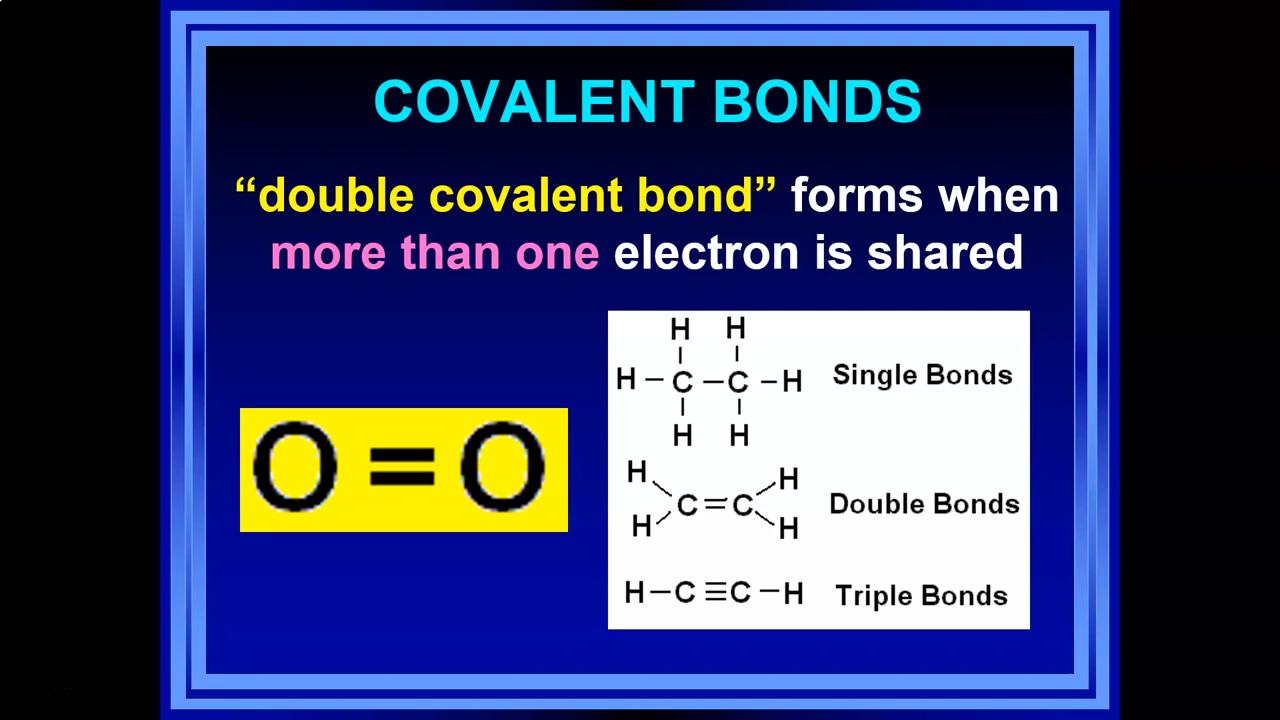 COVALENT BONDS
“double covalent bond” forms when
more than one electron is shared
O = O
H H
H – C – C – H Single Bonds
H H
H H
C = C Double Bonds
H H
H – C ≡ C – H Triple Bonds